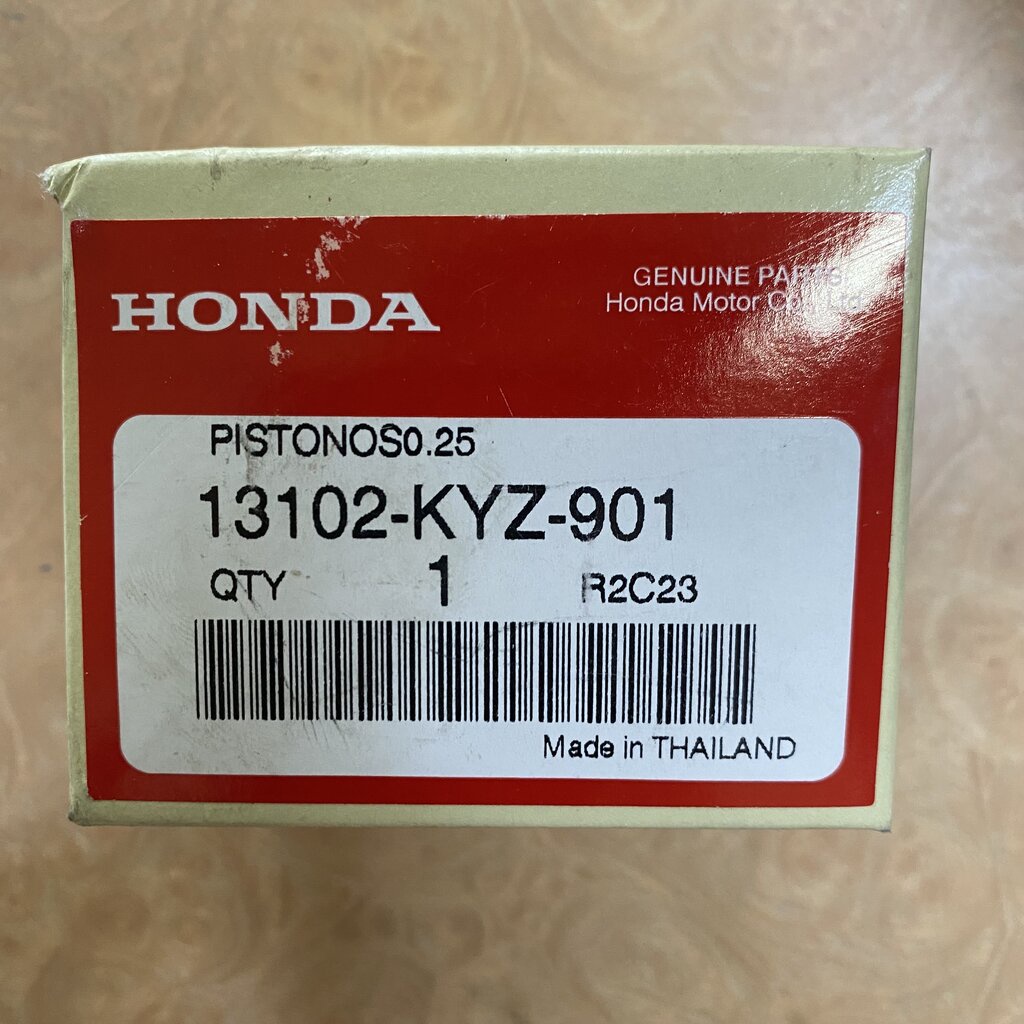 HONDA
GENUINE PARTS
Honda Motor Co., Ltd.
PISTONOS0.25
13102-KYZ-901
QTY 1 R2C23
Made in THAILAND